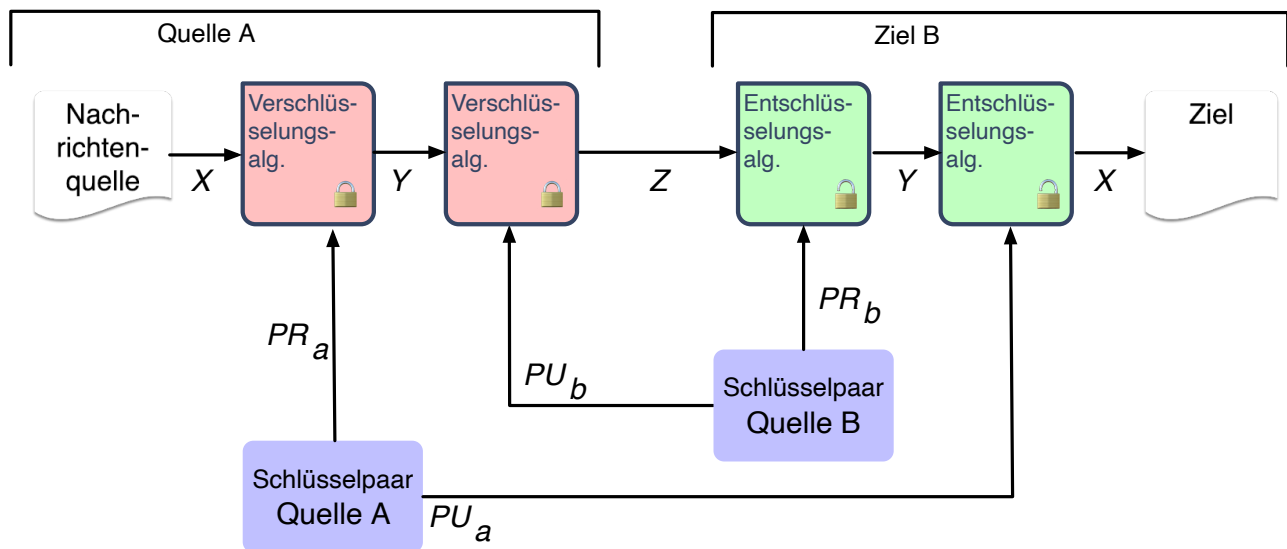 Quelle A
Ziel B
Nach-
richten-
quelle
X
Verschlüs-
selungs-
alg.
Y
Verschlüs-
selungs-
alg.
Z
Entschlüs-
selungs-
alg.
Y
Entschlüs-
selungs-
alg.
X
Ziel
PR a
PU b
PR b
Schlüsselpaar
Quelle B
Schlüsselpaar
Quelle A
PU a